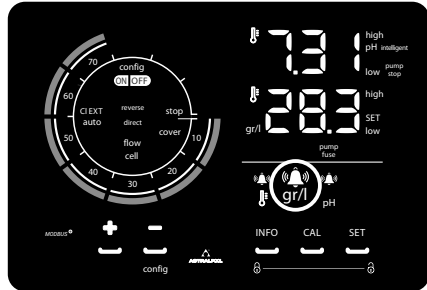 70
60
50
40
30
20
10
config
ON OFF
reverse
direct
CI EXT
auto
stop
cover
flow
cell
7.31
high
pH intelligent
low pump
stop
28.3
high
SET
low
gr/l
pump
fuse
gr/l
pH
MODBUS
+
-
config
ASTRALPOOL
INFO
CAL
SET